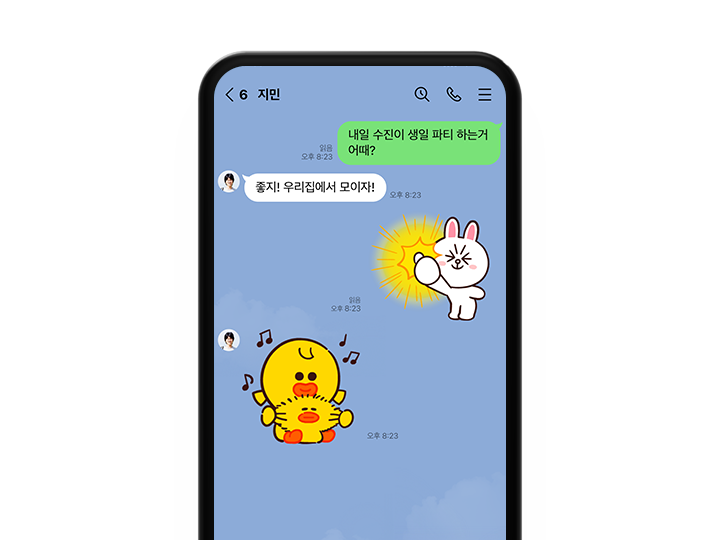 6 지민
내일 수진이 생일 파티 하는거
어때?
읽음
오후 8:23
좋지! 우리집에서 모이자!
오후 8:23
읽음
오후 8:23
오후 8:23